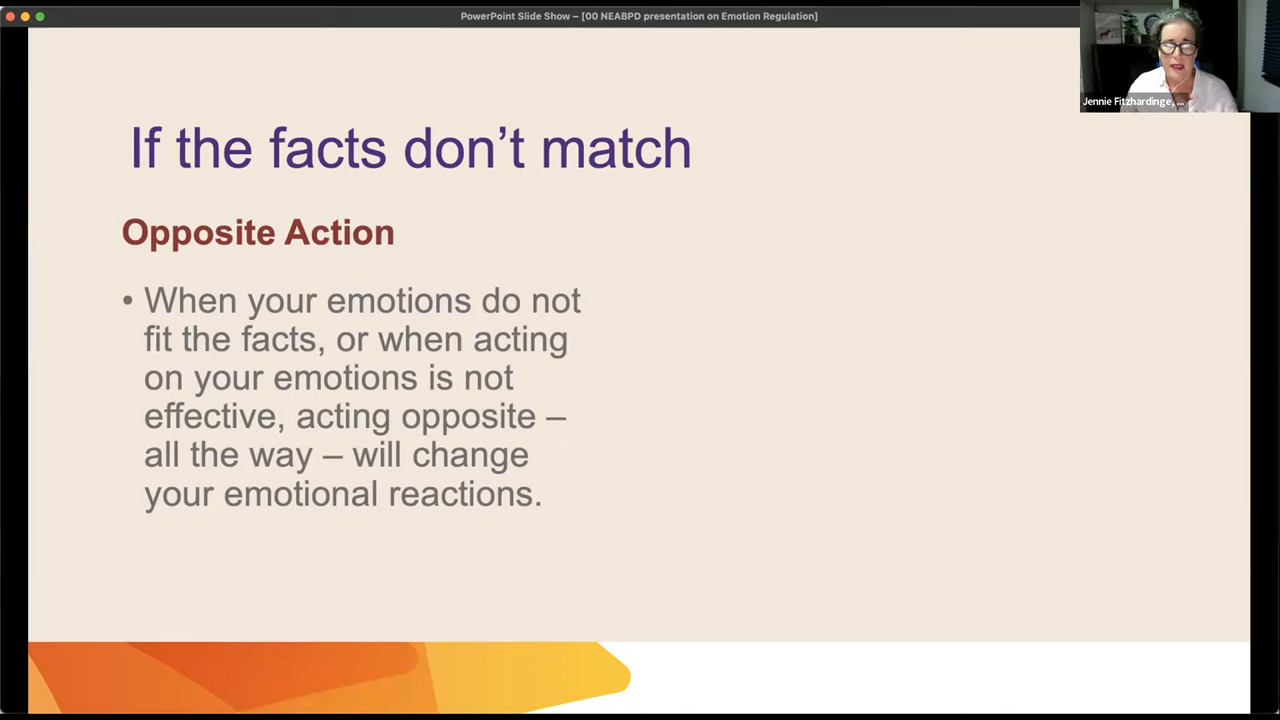 PowerPoint Slide Show – [00 NEABPD presentation on Emotion Regulation]
Jennie Fitzhardinge, ...
If the facts don’t match
Opposite Action
• When your emotions do not
fit the facts, or when acting
on your emotions is not
effective, acting opposite –
all the way – will change
your emotional reactions.